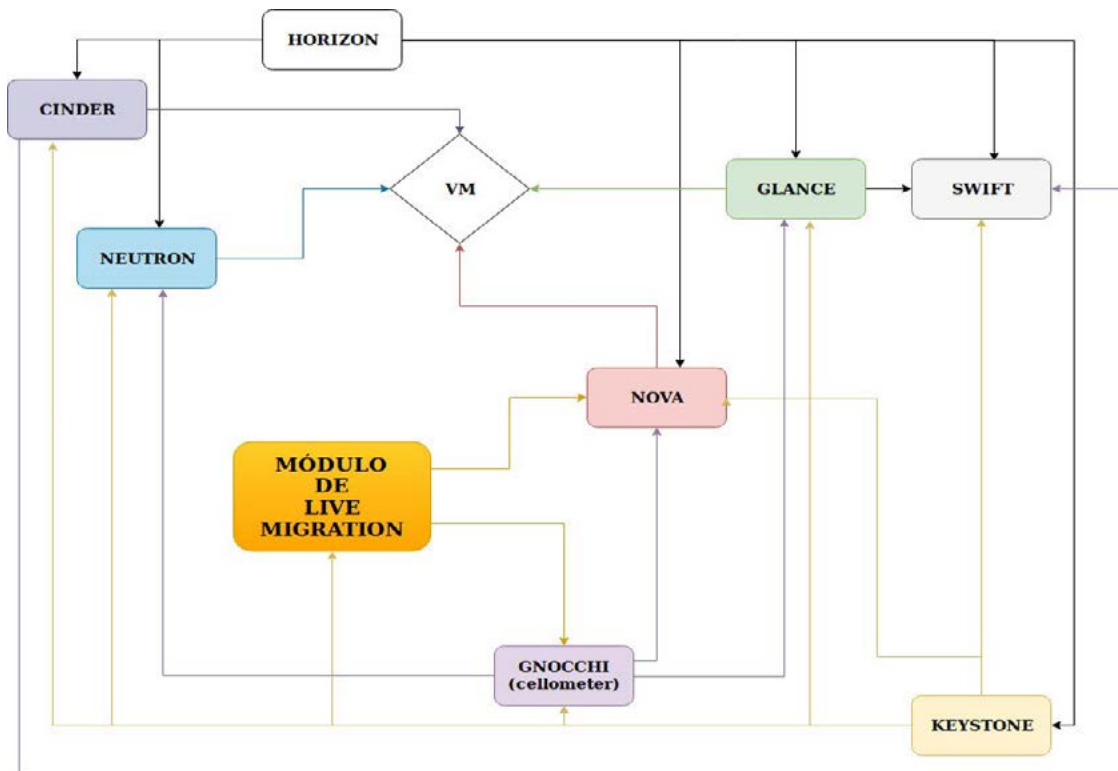 HORIZON
CINDER
VM
GLANCE
SWIFT
NEUTRON
NOVA
MÓDULO
DE
LIVE
MIGRATION
GNOCCHI
(cellometer)
KEYSTONE